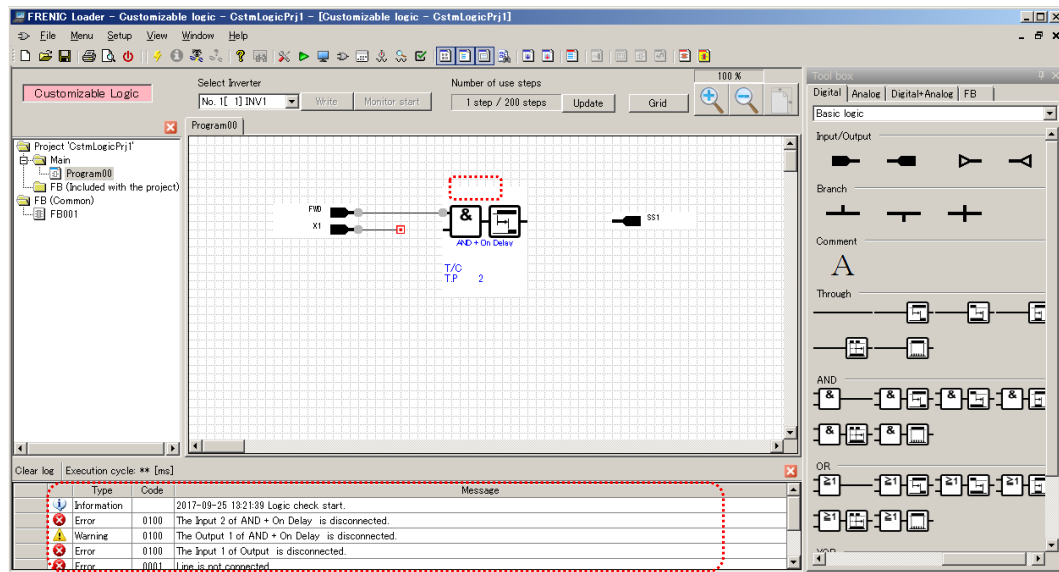 FRENIC Loader - Customizable logic - CstmLogicPrj1 - [Customizable logic - CstmLogicPrj1]
File Menu Setup View Window Help
Customizable Logic
Select Inverter
No. 1[ 1] INV1
Write
Monitor start
Number of use steps
1 step / 200 steps
Update
Grid
100 %
Program00
Project 'CstmLogicPrj1'
Main
Program00
FB (Included with the project)
FB (Common)
FB001
FWD
X1
&
AND + On Delay
T/C
T.P 2
SS1
Tool box
Digital Analog Digital+Analog FB
Basic logic
Input/Output
Branch
Comment
A
Through
AND
& & & &
& &
OR
≥1 ≥1 ≥1 ≥1
≥1 ≥1
XOR
Clear log Execution cycle: ** [ms]
Type Code Message
Information 2017-09-25 13:21:39 Logic check start.
Error 0100 The Input 2 of AND + On Delay is disconnected.
Warning 0100 The Output 1 of AND + On Delay is disconnected.
Error 0100 The Input 1 of Output is disconnected.
Error 0001 Line is not connected